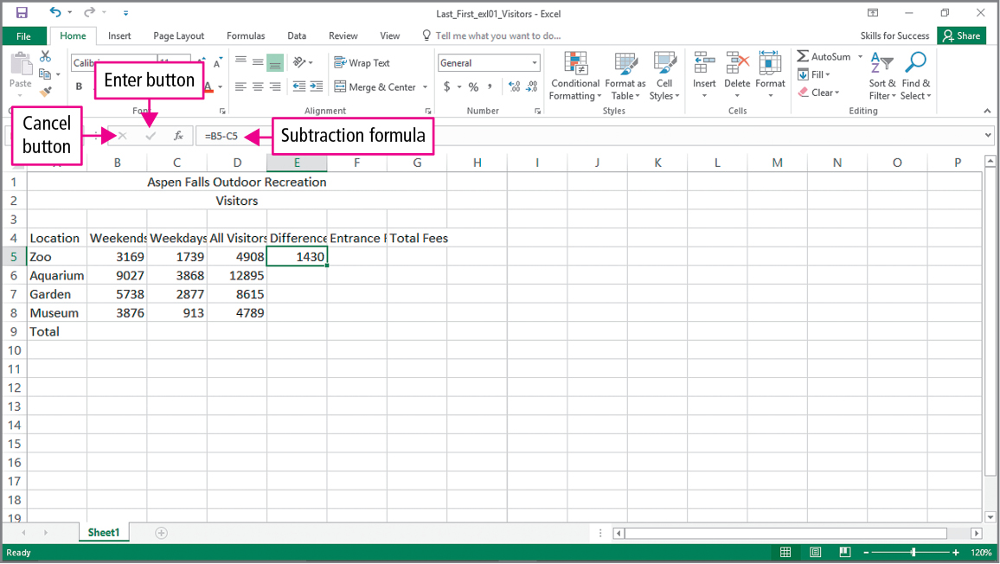 Last_First_exl01_Visitors - Excel
File Home Insert Page Layout Formulas Data Review View Tell me what you want to do... Skills for Success Share
Paste
Calib
B
A
Wrap Text
Merge & Center
General
$ % ,
Conditional Formatting
Format as Table
Cell Styles
Insert
Delete
Format
AutoSum
Fill
Clear
Sort & Filter
Find & Select
Font Alignment Number Styles Cells Editing
Enter button
Cancel button
Subtraction formula
fx =B5-C5
B C D E F G H I J K L M N O P
1 Aspen Falls Outdoor Recreation
2 Visitors
3
4 Location Weekends Weekdays All Visitors Difference Entrance F Total Fees
5 Zoo 3169 1739 4908 1430
6 Aquarium 9027 3868 12895
7 Garden 5738 2877 8615
8 Museum 3876 913 4789
9 Total
10
11
12
13
14
15
16
17
18
19
Sheet1
Ready 120%